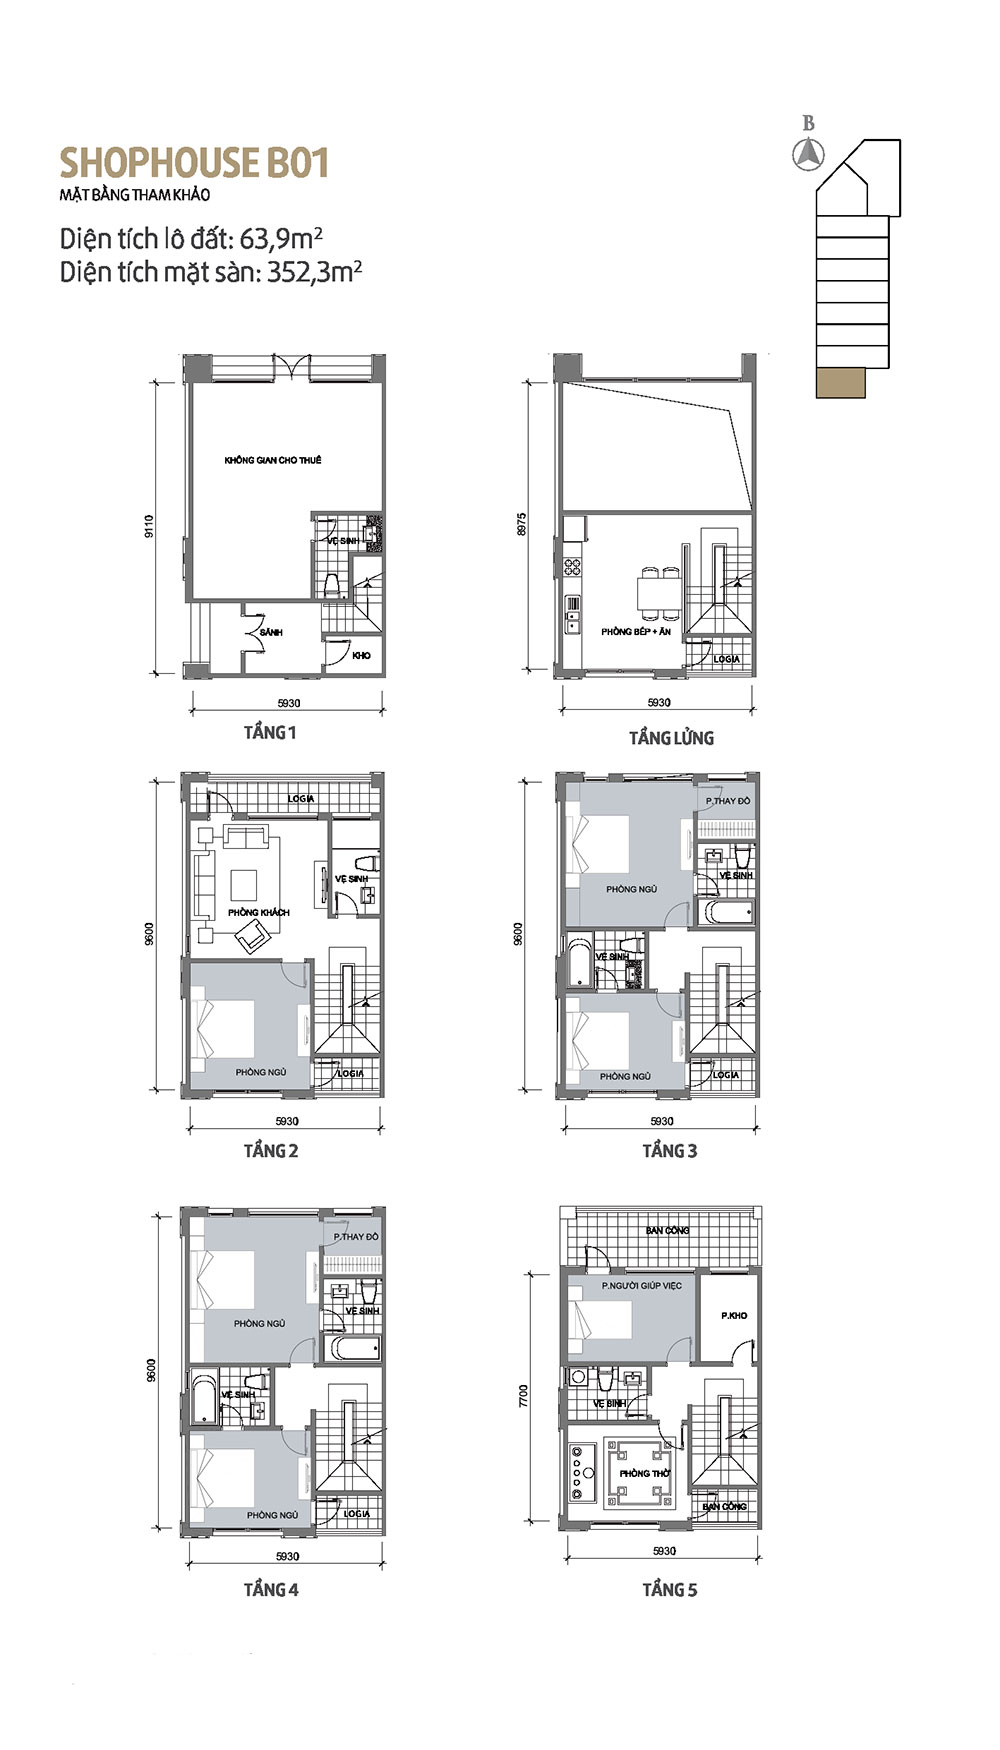 B
SHOPHOUSE B01
MẶT BẰNG THAM KHẢO
Diện tích lô đất: 63,9m²
Diện tích mặt sàn: 352,3m²
KHÔNG GIAN CHO THUÊ
VỆ SINH
SẢNH
KHO
9110
5930
TẦNG 1
PHÒNG BẾP + ĂN
LOGIA
8975
5930
TẦNG LỬNG
LOGIA
VỆ SINH
PHÒNG KHÁCH
PHÒNG NGỦ
LOGIA
9600
5930
TẦNG 2
P.THAY ĐỒ
VỆ SINH
PHÒNG NGỦ
VỆ SINH
PHÒNG NGỦ
LOGIA
9600
5930
TẦNG 3
P.THAY ĐỒ
VỆ SINH
PHÒNG NGỦ
VỆ SINH
PHÒNG NGỦ
LOGIA
9600
5930
TẦNG 4
BAN CÔNG
P.NGƯỜI GIÚP VIỆC
P.KHO
VỆ SINH
PHÒNG THỜ
BAN CÔNG
7700
5930
TẦNG 5